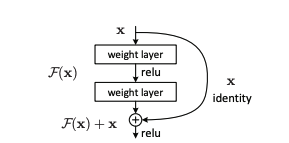 x
weight layer
relu
F(x)
weight layer
x
identity
F(x) + x
relu